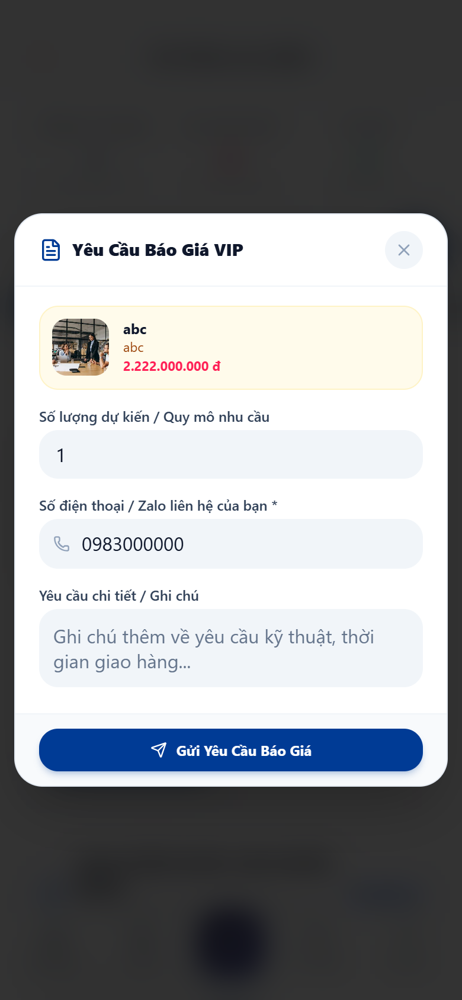 Yêu Cầu Báo Giá VIP
abc
abc
2.222.000.000 đ
Số lượng dự kiến / Quy mô nhu cầu
1
Số điện thoại / Zalo liên hệ của bạn *
0983000000
Yêu cầu chi tiết / Ghi chú
Ghi chú thêm về yêu cầu kỹ thuật, thời
gian giao hàng...
Gửi Yêu Cầu Báo Giá